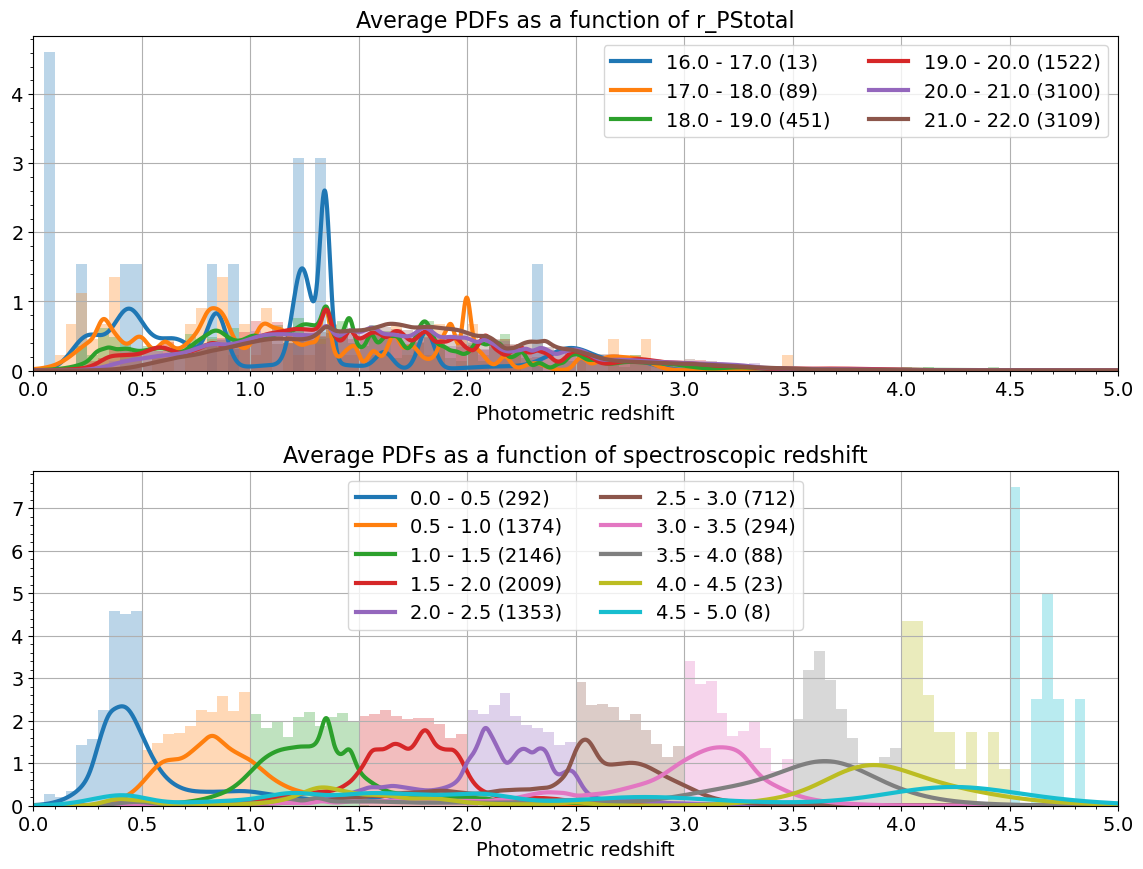 Average PDFs as a function of r_PStotal
16.0 - 17.0 (13)
17.0 - 18.0 (89)
18.0 - 19.0 (451)
19.0 - 20.0 (1522)
20.0 - 21.0 (3100)
21.0 - 22.0 (3109)
4
3
2
1
0
0.0 0.5 1.0 1.5 2.0 2.5 3.0 3.5 4.0 4.5 5.0
Photometric redshift
Average PDFs as a function of spectroscopic redshift
0.0 - 0.5 (292)
0.5 - 1.0 (1374)
1.0 - 1.5 (2146)
1.5 - 2.0 (2009)
2.0 - 2.5 (1353)
2.5 - 3.0 (712)
3.0 - 3.5 (294)
3.5 - 4.0 (88)
4.0 - 4.5 (23)
4.5 - 5.0 (8)
7
6
5
4
3
2
1
0
0.0 0.5 1.0 1.5 2.0 2.5 3.0 3.5 4.0 4.5 5.0
Photometric redshift